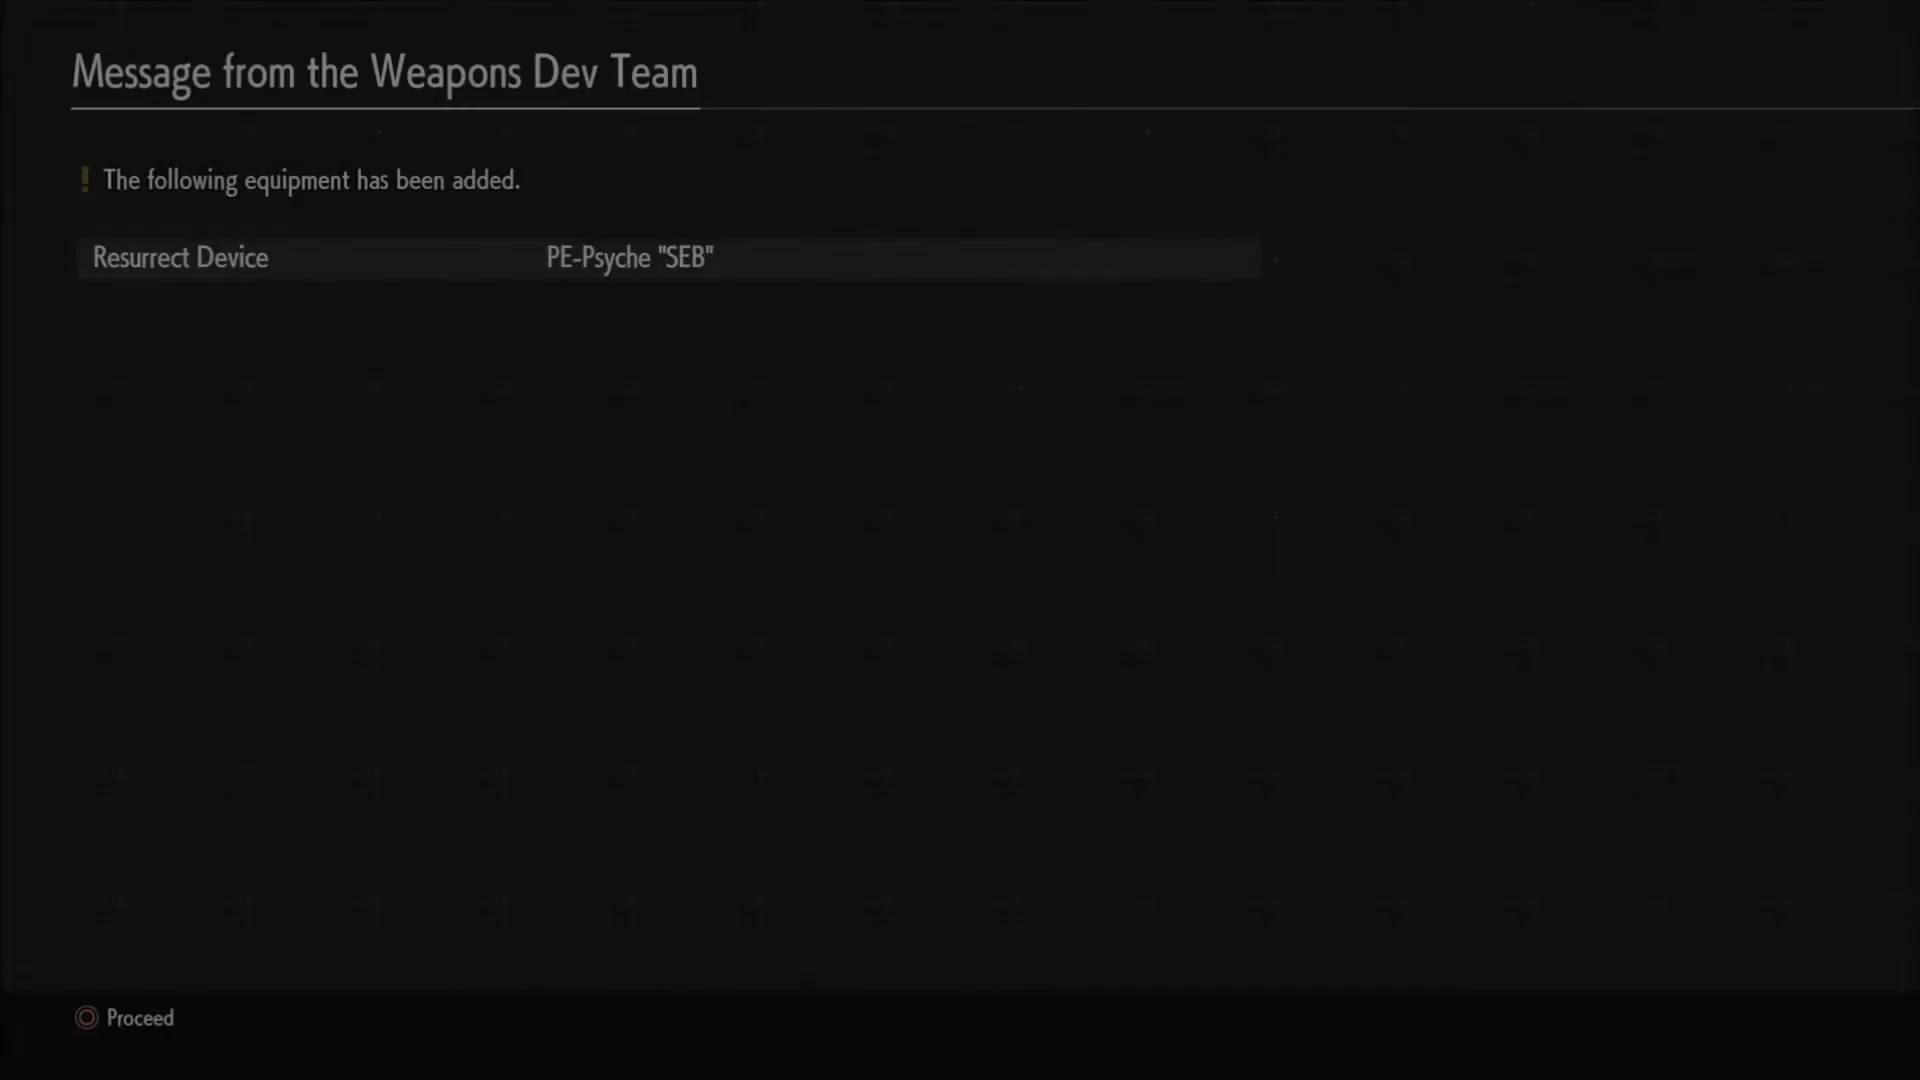 Message from the Weapons Dev Team
! The following equipment has been added.
Resurrect Device PE-Psyche "SEB"
Proceed